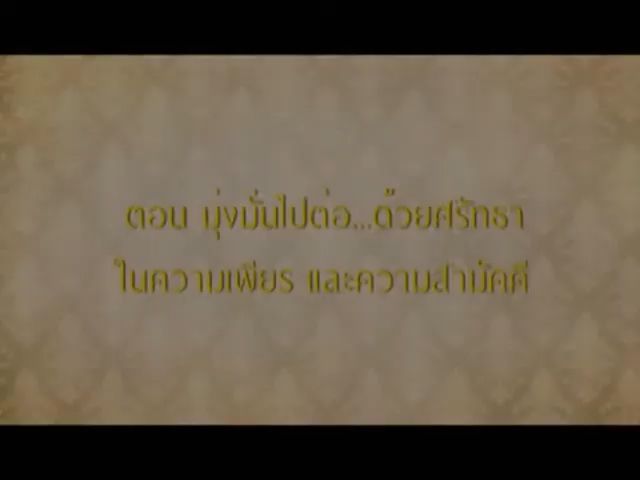 ตอน มุ่งมั่นไปต่อ...ด้วยศรัทธา
ในความเพียร และความสามัคคี